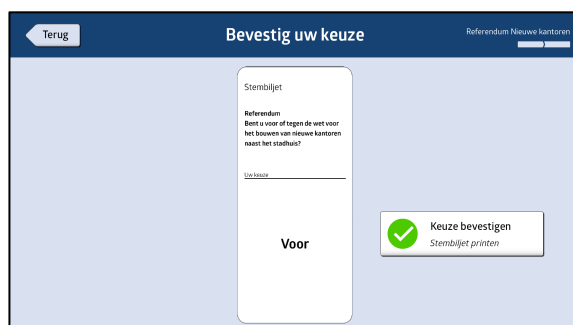 Terug
Bevestig uw keuze
Referendum Nieuwe kantoren
Stembiljet
Referendum
Bent u voor of tegen de wet voor
het bouwen van nieuwe kantoren
naast het stadhuis?
Uw keuze
Voor
Keuze bevestigen
Stembiljet printen